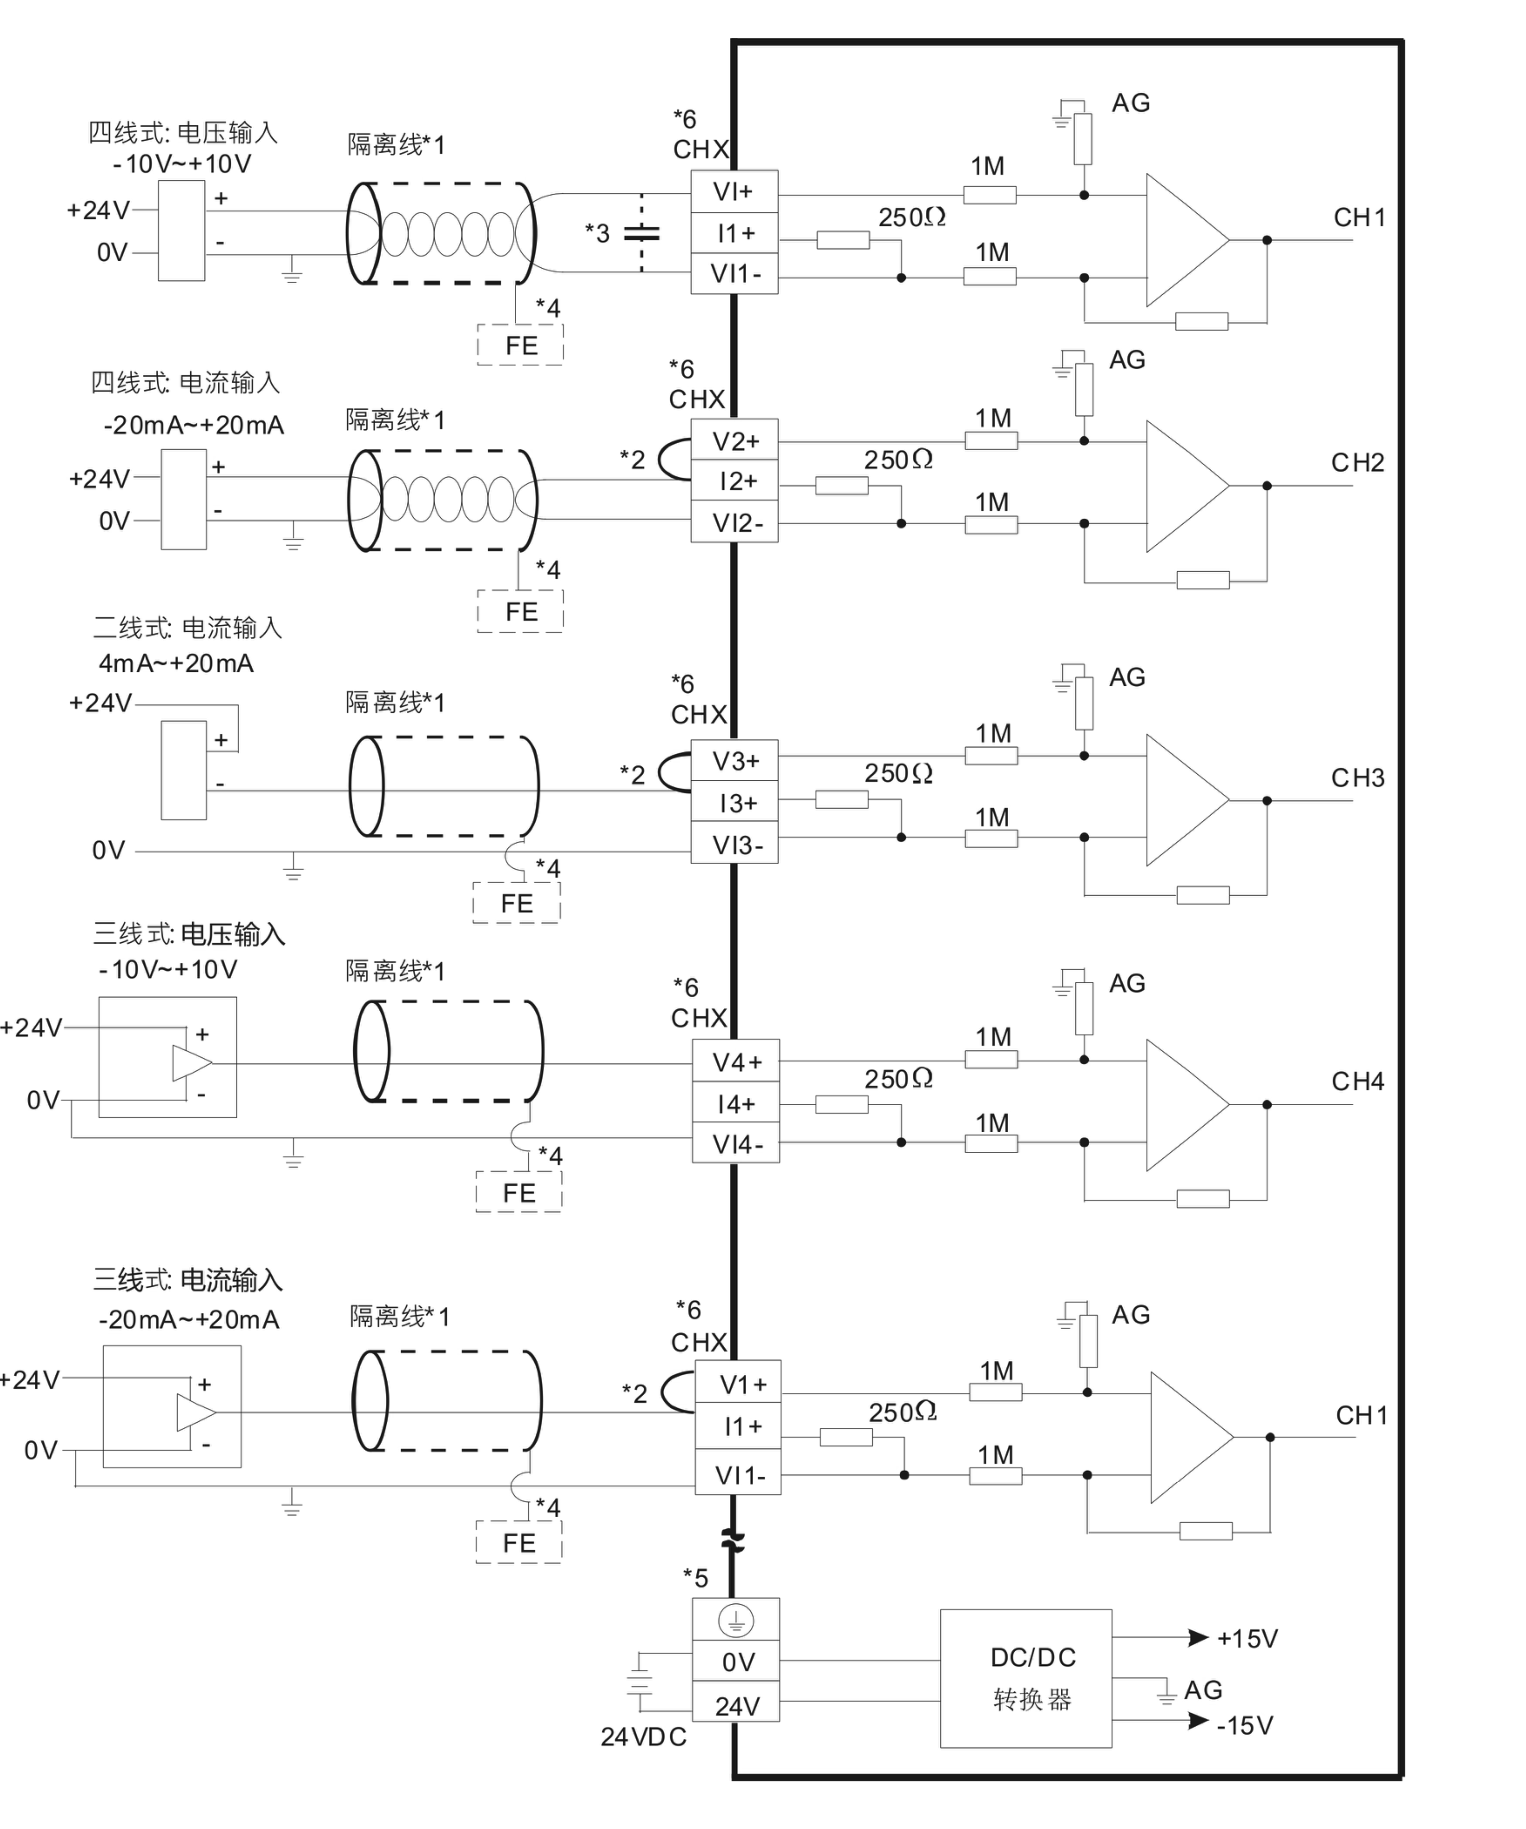 四线式: 电压输入
-10V~+10V
+24V
0V
+
-
隔离线*1
*3
*4
FE
*6
CHX
VI+
I1+
VI1-
250Ω
1M
1M
AG
CH1
四线式: 电流输入
-20mA~+20mA
+24V
0V
+
-
隔离线*1
*2
*4
FE
*6
CHX
V2+
I2+
VI2-
250Ω
1M
1M
AG
CH2
二线式: 电流输入
4mA~+20mA
+24V
+
-
0V
隔离线*1
*2
*4
FE
*6
CHX
V3+
I3+
VI3-
250Ω
1M
1M
AG
CH3
三线式: 电压输入
-10V~+10V
+24V
0V
+
-
隔离线*1
*4
FE
*6
CHX
V4+
I4+
VI4-
250Ω
1M
1M
AG
CH4
三线式: 电流输入
-20mA~+20mA
+24V
0V
+
-
隔离线*1
*2
*4
FE
*6
CHX
V1+
I1+
VI1-
250Ω
1M
1M
AG
CH1
*5
0V
24V
24VDC
DC/DC
转换器
+15V
AG
-15V